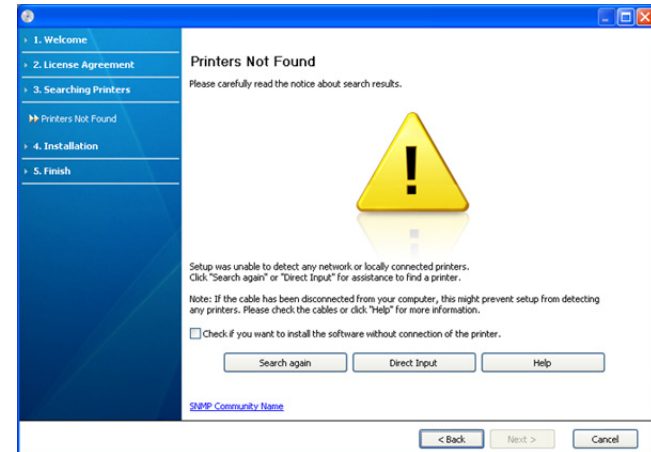 1. Welcome
2. License Agreement
3. Searching Printers
Printers Not Found
4. Installation
5. Finish
Printers Not Found
Please carefully read the notice about search results.
Setup was unable to detect any network or locally connected printers.
Click "Search again" or "Direct Input" for assistance to find a printer.
Note: If the cable has been disconnected from your computer, this might prevent setup from detecting
any printers. Please check the cables or click "Help" for more information.
Check if you want to install the software without connection of the printer.
Search again Direct Input Help
SNMP Community Name
< Back Next > Cancel